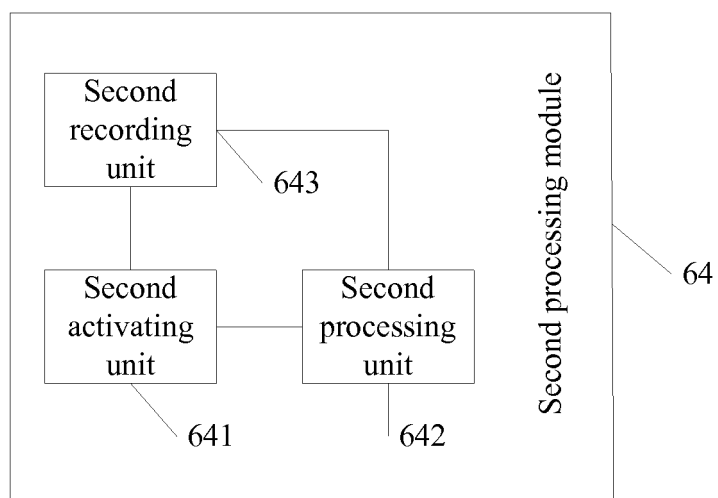 Second
recording
unit
643
Second
activating
unit
641
Second
processing
unit
642
Second processing module
64